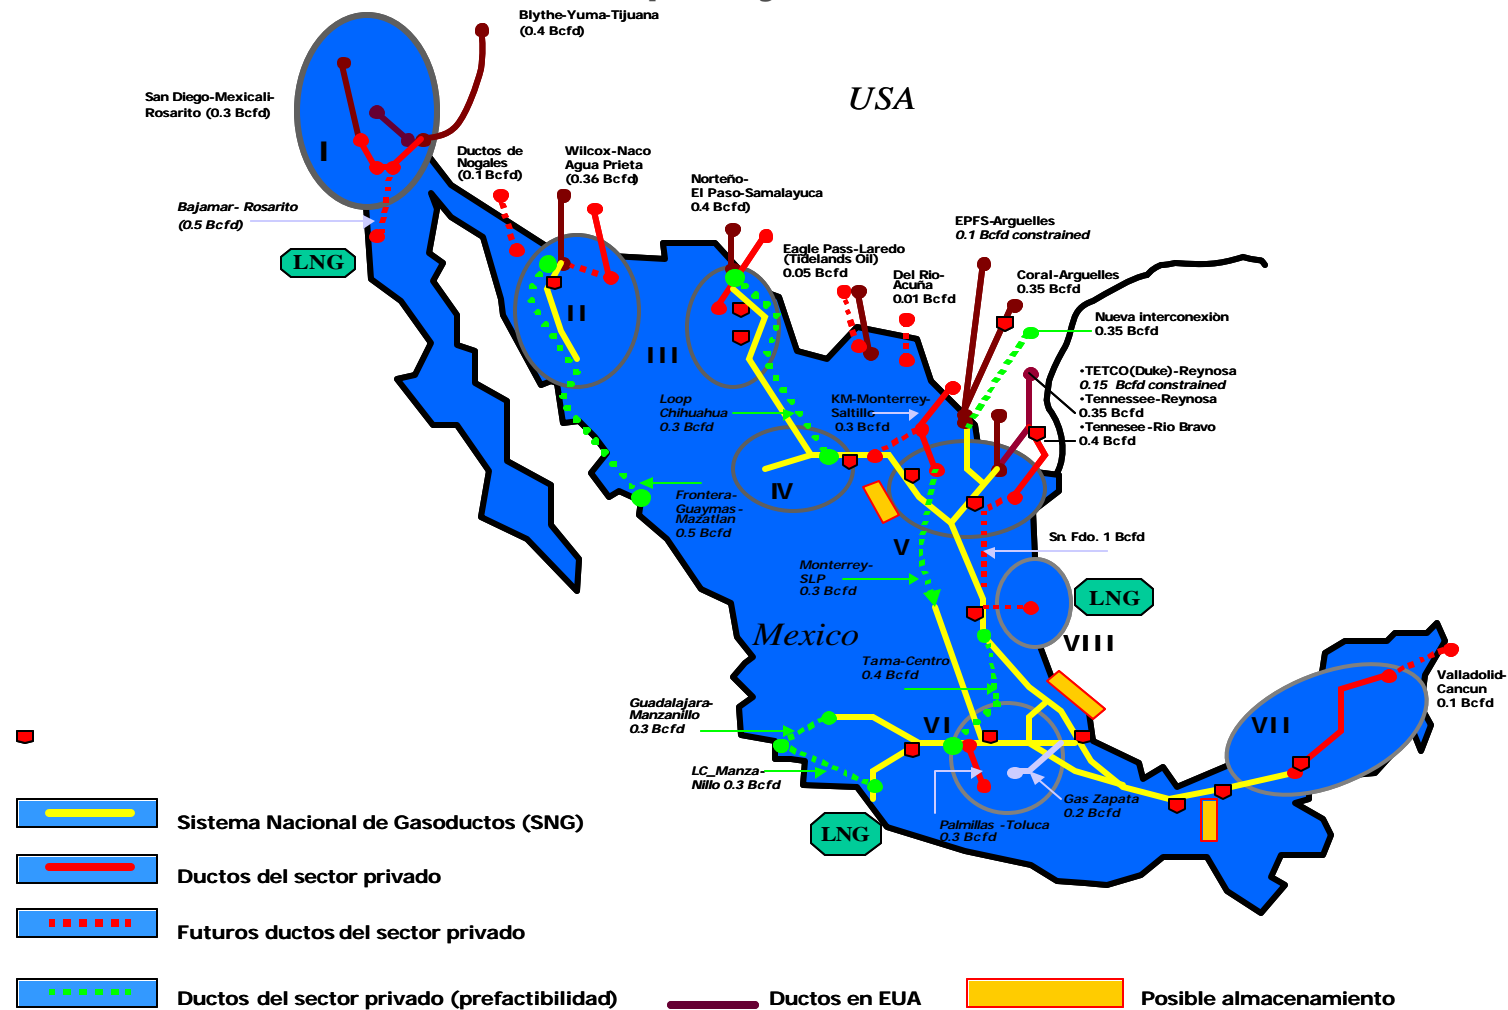 Blythe-Yuma-Tijuana
(0.4 Bcfd)
San Diego-Mexicali-
Rosarito (0.3 Bcfd)
USA
I
Ductos de
Nogales
(0.1 Bcfd)
Wilcox-Naco
Agua Prieta
(0.36 Bcfd)
Norteño-
El Paso-Samalayuca
0.4 Bcfd)
Bajamar- Rosarito
(0.5 Bcfd)
LNG
EPFS-Arguelles
0.1 Bcfd constrained
Eagle Pass-Laredo
(Tidelands Oil)
0.05 Bcfd
Del Rio-
Acuña
0.01 Bcfd
Coral-Arguelles
0.35 Bcfd
Nueva interconexiòn
0.35 Bcfd
II
III
•TETCO(Duke)-Reynosa
0.15 Bcfd constrained
•Tennessee-Reynosa
0.35 Bcfd
•Tennesee-Rio Bravo
0.4 Bcfd
Loop
Chihuahua
0.3 Bcfd
KM-Monterrey-
Saltillo
0.3 Bcfd
IV
Frontera-
Guaymas-
Mazatlan
0.5 Bcfd
V
Sn. Fdo. 1 Bcfd
Monterrey-
SLP
0.3 Bcfd
LNG
Mexico
VIII
Tama-Centro
0.4 Bcfd
Valladolid-
Cancun
0.1 Bcfd
Guadalajara-
Manzanillo
0.3 Bcfd
VI
VII
LC_Manza-
Nillo 0.3 Bcfd
Gas Zapata
0.2 Bcfd
Palmillas -Toluca
0.3 Bcfd
LNG
Sistema Nacional de Gasoductos (SNG)
Ductos del sector privado
Futuros ductos del sector privado
Ductos del sector privado (prefactibilidad)
Ductos en EUA
Posible almacenamiento